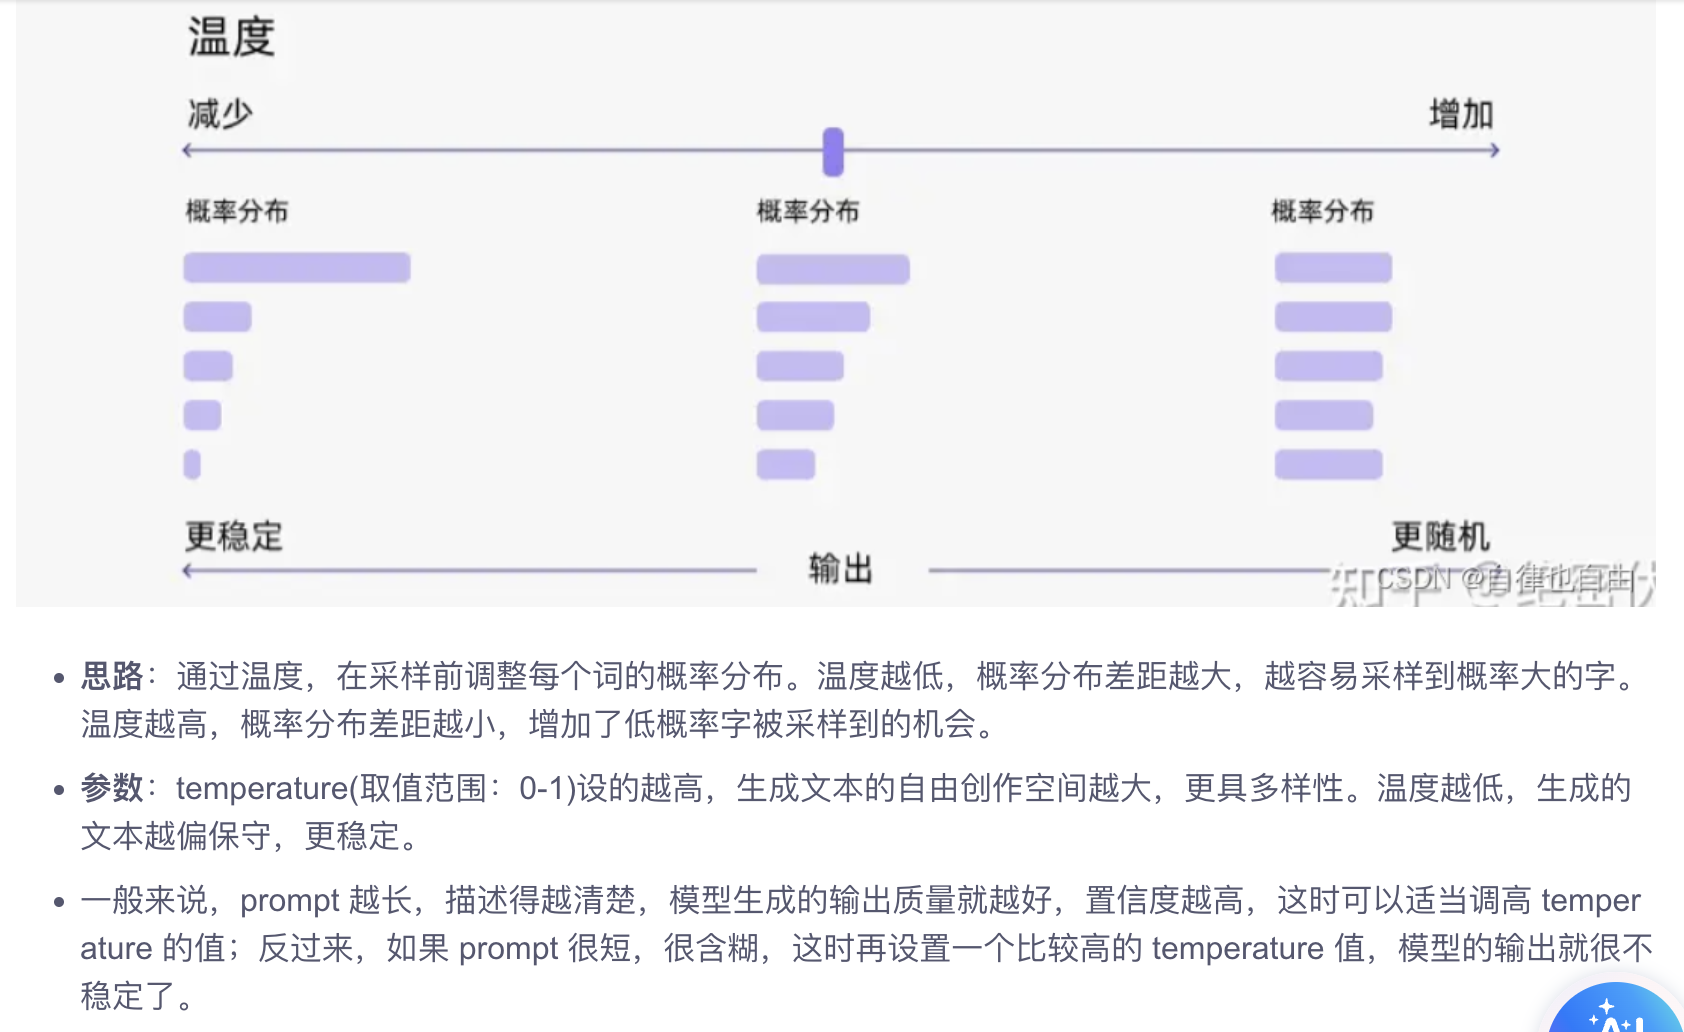 温度
减少
增加
概率分布
概率分布
概率分布
更稳定
更随机
输出
CSDN @自律也自由
• 思路：通过温度，在采样前调整每个词的概率分布。温度越低，概率分布差距越大，越容易采样到概率大的字。
温度越高，概率分布差距越小，增加了低概率字被采样到的机会。
• 参数：temperature(取值范围：0-1)设的越高，生成文本的自由创作空间越大，更具多样性。温度越低，生成的
文本越偏保守，更稳定。
• 一般来说，prompt 越长，描述得越清楚，模型生成的输出质量就越好，置信度越高，这时可以适当调高 temper
ature 的值；反过来，如果 prompt 很短，很含糊，这时再设置一个比较高的 temperature 值，模型的输出就很不
稳定了。